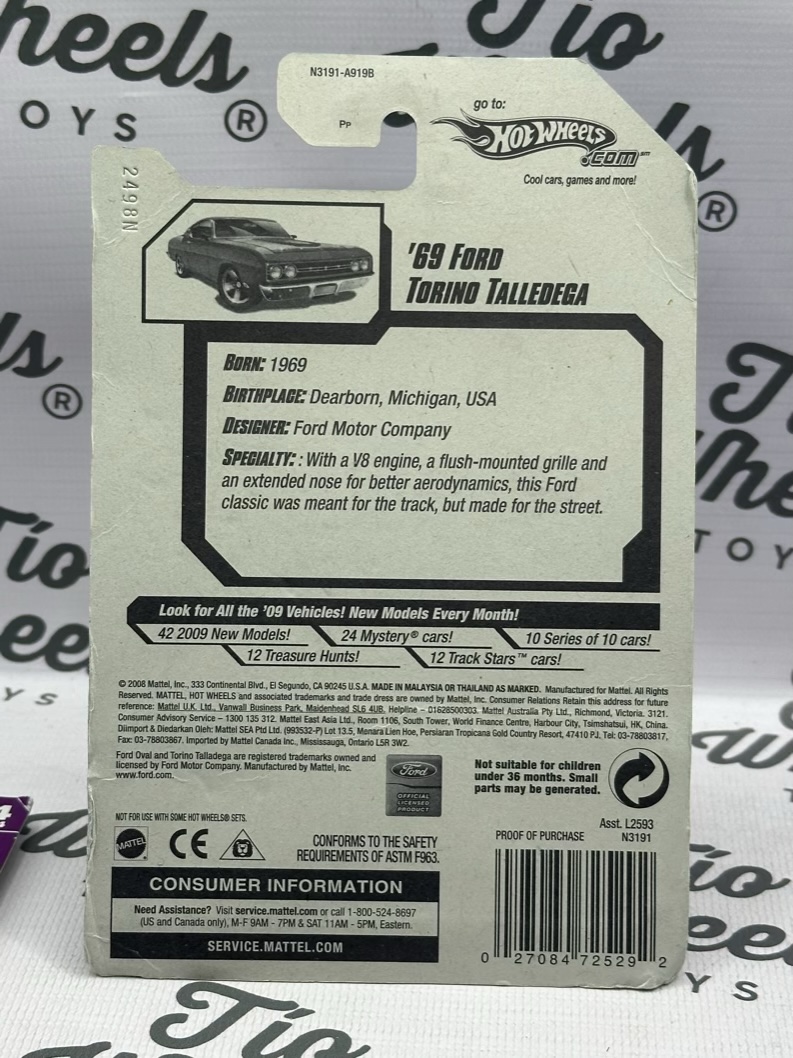 N3191-A919B
PP
2498N
go to:
HOT WHEELS
.COM™
Cool cars, games and more!
'69 FORD
TORINO TALLEDEGA
BORN: 1969
BIRTHPLACE: Dearborn, Michigan, USA
DESIGNER: Ford Motor Company
SPECIALTY: : With a V8 engine, a flush-mounted grille and
an extended nose for better aerodynamics, this Ford
classic was meant for the track, but made for the street.
Look for All the '09 Vehicles! New Models Every Month!
42 2009 New Models!
24 Mystery® cars!
10 Series of 10 cars!
12 Treasure Hunts!
12 Track Stars™ cars!
© 2008 Mattel, Inc., 333 Continental Blvd., El Segundo, CA 90245 U.S.A. MADE IN MALAYSIA OR THAILAND AS MARKED. Manufactured for Mattel. All Rights
Reserved. MATTEL, HOT WHEELS and associated trademarks and trade dress are owned by Mattel, Inc. Consumer Relations Retain this address for future
reference: Mattel U.K. Ltd., Vanwall Business Park, Maidenhead SL6 4UB. Helpline – 01628500303. Mattel Australia Pty. Ltd., Richmond, Victoria. 3121.
Consumer Advisory Service – 1300 135 312. Mattel East Asia Ltd., Room 1106, South Tower, World Finance Centre, Harbour City, Tsimshatsui, HK, China.
Diimport & Diedarkan Oleh: Mattel SEA Ptd Ltd. (993532-P) Lot 13.5, Menara Lien Hoe, Persiaran Tropicana Gold Country Resort, 47410 PJ. Tel: 03-78803817,
Fax: 03-78803867. Imported by Mattel Canada Inc., Mississauga, Ontario L5R 3W2.
Ford Oval and Torino Talladega are registered trademarks owned and
licensed by Ford Motor Company. Manufactured by Mattel, Inc.
www.ford.com.
Ford
OFFICIAL
LICENSED
PRODUCT
Not suitable for children
under 36 months. Small
parts may be generated.
NOT FOR USE WITH SOME HOT WHEELS® SETS.
MATTEL
CE
CONFORMS TO THE SAFETY
REQUIREMENTS OF ASTM F963.
Asst. L2593
N3191
PROOF OF PURCHASE
CONSUMER INFORMATION
Need Assistance? Visit service.mattel.com or call 1-800-524-8697
(US and Canada only), M-F 9AM - 7PM & SAT 11AM - 5PM, Eastern.
SERVICE.MATTEL.COM
0 27084 72529 2
Tio
Wheels
TOYS ®